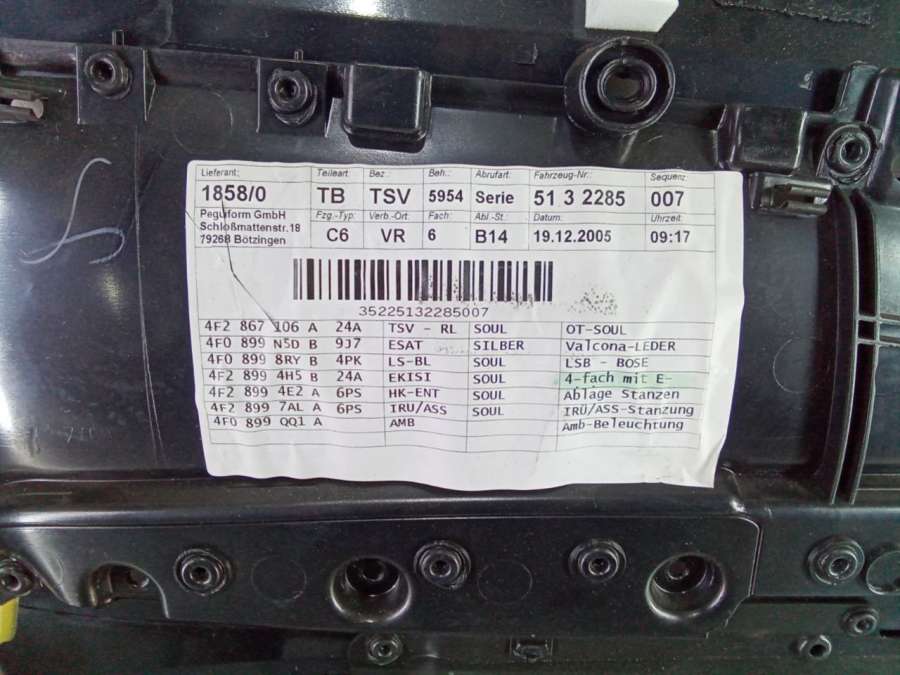 Lieferant: Teileart Bez.: Beh.: Abrufart. Fahrzeug-Nr.: Sequenz:
1858/0 TB TSV 5954 Serie 51 3 2285 007
Peguform GmbH Fzg.-Typ: Verb.-Ort: Fach: Abl.-St.: Datum: Uhrzeit:
Schloßmattenstr.18
79268 Bötzingen C6 VR 6 B14 19.12.2005 09:17
35225132285007
4F2 867 106 A 24A TSV - RL SOUL OT-SOUL
4F0 899 N5D B 9J7 ESAT SILBER Valcona-LEDER
4F0 899 8RY B 4PK LS-BL SOUL LSB - BOSE
4F2 899 4H5 B 24A EKISI SOUL 4-fach mit E-
4F2 899 4E2 A 6PS HK-ENT SOUL Ablage Stanzen
4F2 899 7AL A 6PS IRU/ASS SOUL IRÜ/ASS-Stanzung
4F0 899 QQ1 A AMB Amb-Beleuchtung